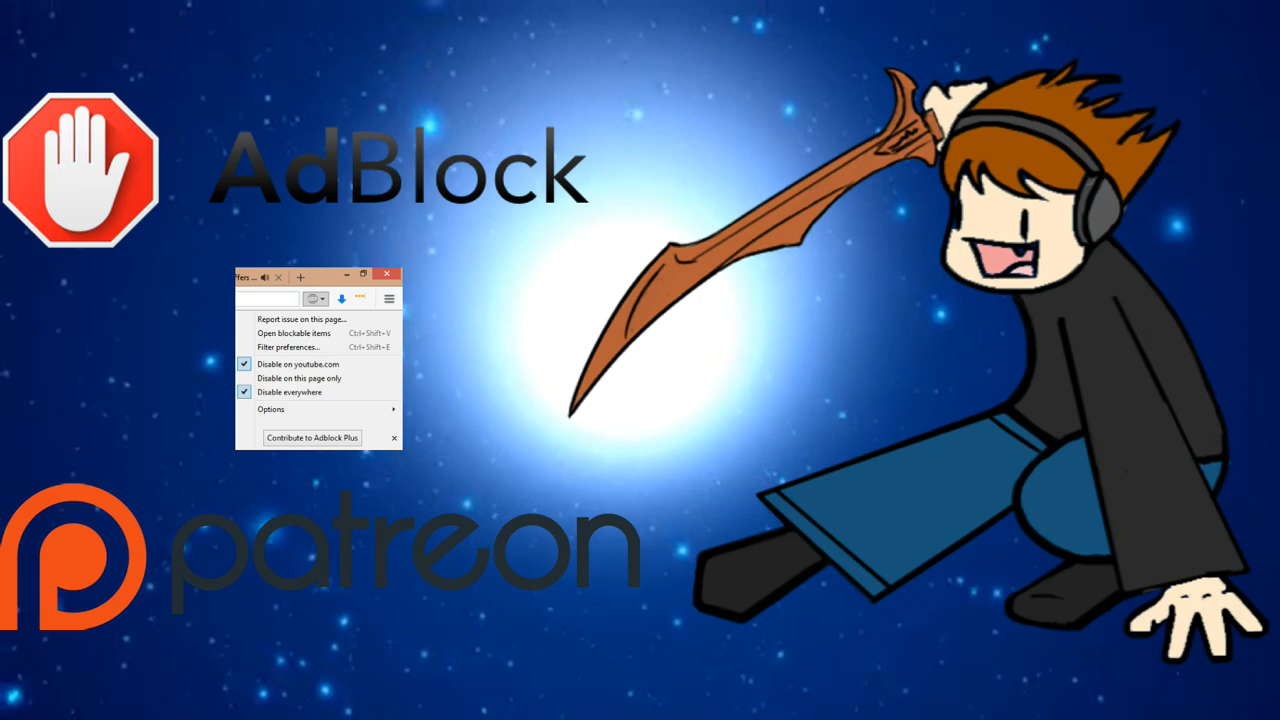 AdBlock
ffers ...
Report issue on this page...
Open blockable items Ctrl+Shift+V
Filter preferences... Ctrl+Shift+E
Disable on youtube.com
Disable on this page only
Disable everywhere
Options
Contribute to Adblock Plus
patreon